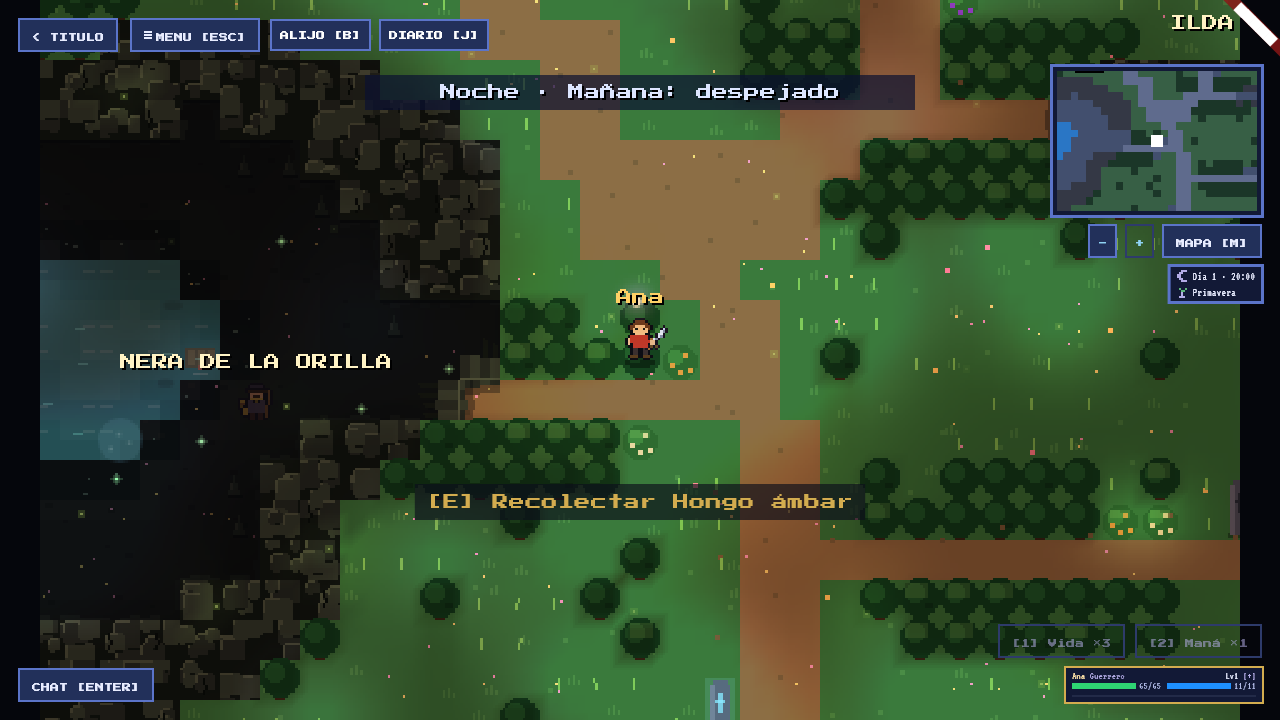 < TITULO
≡MENU [ESC]
ALIJO [B]
DIARIO [J]
ILDA
Noche · Mañana: despejado
- + MAPA [M]
Día 1 · 20:00
Primavera
Ana
NERA DE LA ORILLA
[E] Recolectar Hongo ámbar
[1] Vida ×3
[2] Maná ×1
Ana Guerrero Lv1 [+]
65/65 11/11
CHAT [ENTER]